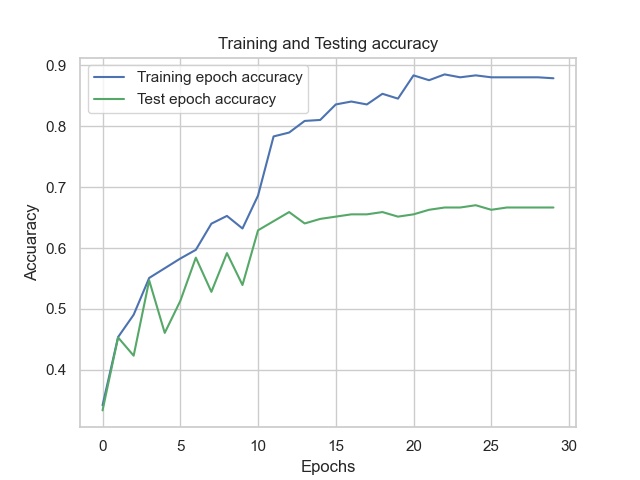 Training and Testing accuracy
Training epoch accuracy
Test epoch accuracy
0.9
0.8
0.7
0.6
0.5
0.4
Accuaracy
0 5 10 15 20 25 30
Epochs